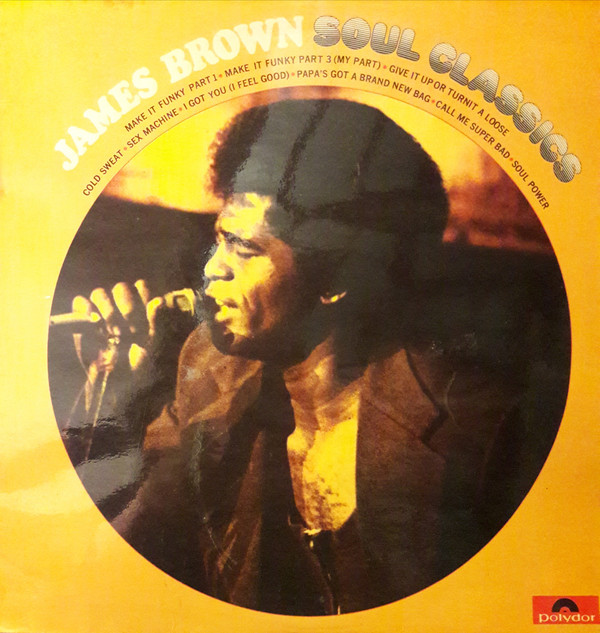 JAMES BROWN SOUL CLASSICS
MAKE IT FUNKY PART 1 • MAKE IT FUNKY PART 3 (MY PART) • GIVE IT UP OR TURNIT A LOOSE
COLD SWEAT • SEX MACHINE • I GOT YOU (I FEEL GOOD) • PAPA'S GOT A BRAND NEW BAG • CALL ME SUPER BAD • SOUL POWER
polydor